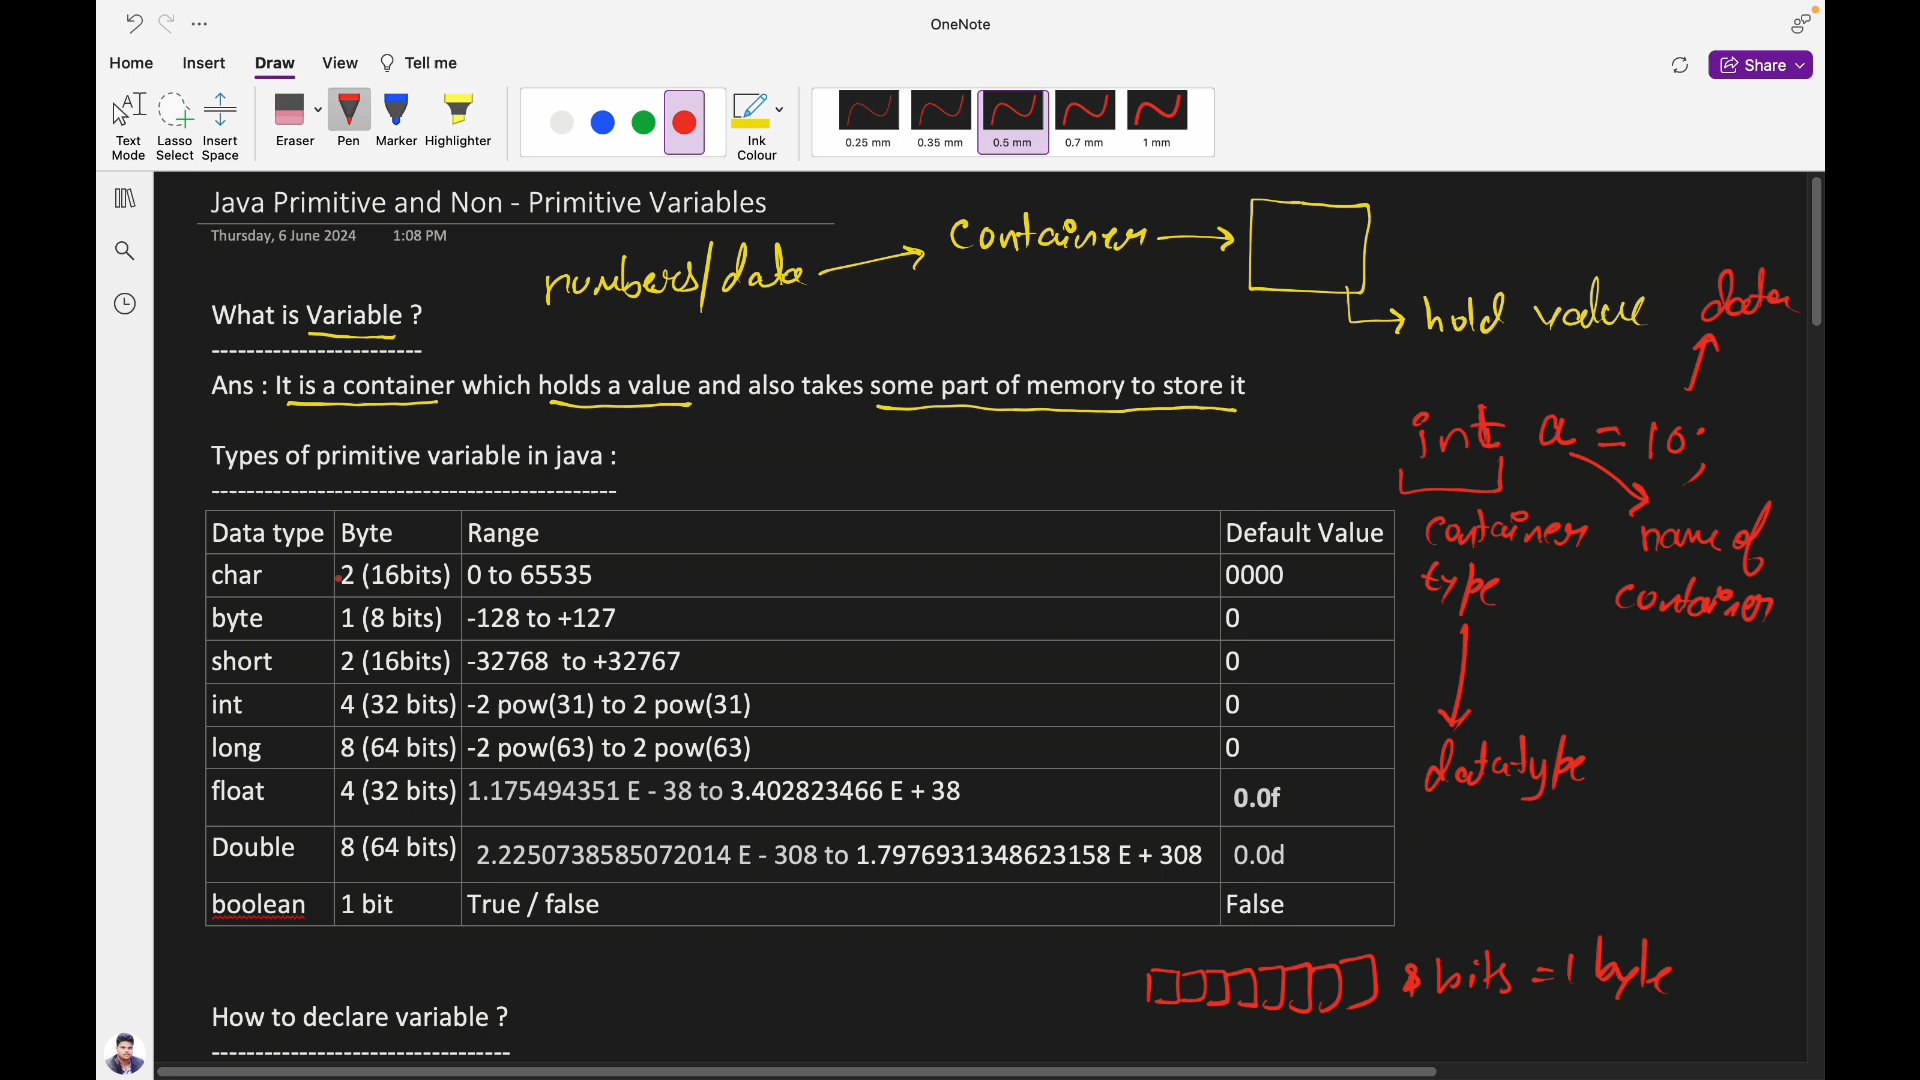 OneNote
Home Insert Draw View Tell me
Share
Text Mode
Lasso Select
Insert Space
Eraser
Pen
Marker
Highlighter
Ink Colour
0.25 mm
0.35 mm
0.5 mm
0.7 mm
1 mm
Java Primitive and Non - Primitive Variables
Thursday, 6 June 2024 1:08 PM
numbers/data
Container
hold value
What is Variable ?
------------------------
Ans : It is a container which holds a value and also takes some part of memory to store it
data
int a = 10;
container type
name of container
datatype
Types of primitive variable in java :
----------------------------------------------
Data type Byte Range Default Value
char 2 (16bits) 0 to 65535 0000
byte 1 (8 bits) -128 to +127 0
short 2 (16bits) -32768 to +32767 0
int 4 (32 bits) -2 pow(31) to 2 pow(31) 0
long 8 (64 bits) -2 pow(63) to 2 pow(63) 0
float 4 (32 bits) 1.175494351 E - 38 to 3.402823466 E + 38 0.0f
Double 8 (64 bits) 2.2250738585072014 E - 308 to 1.7976931348623158 E + 308 0.0d
boolean 1 bit True / false False
8 bits = 1 byte
How to declare variable ?
----------------------------------